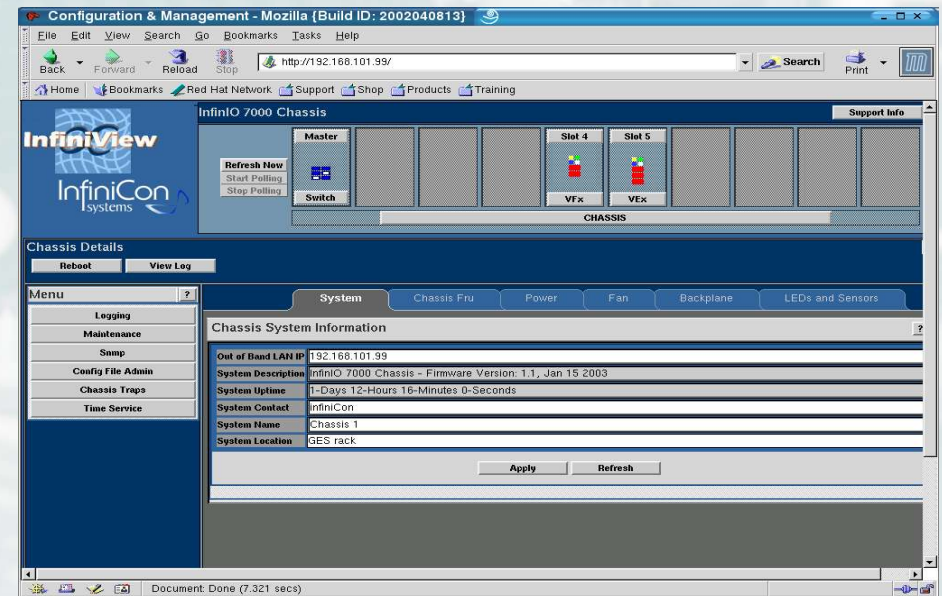 Configuration & Management - Mozilla {Build ID: 2002040813}
File Edit View Search Go Bookmarks Tasks Help
Back Forward Reload Stop http://192.168.101.99/ Search Print
Home Bookmarks Red Hat Network Support Shop Products Training
InfiniView
InfiniCon
systems
InfinIO 7000 Chassis
Support Info
Refresh Now
Start Polling
Stop Polling
Master
Switch
Slot 4
VFx
Slot 5
VEx
CHASSIS
Chassis Details
Reboot View Log
Menu ?
Logging
Maintenance
Snmp
Config File Admin
Chassis Traps
Time Service
System Chassis Fru Power Fan Backplane LEDs and Sensors
Chassis System Information ?
Out of Band LAN IP 192.168.101.99
System Description InfinIO 7000 Chassis - Firmware Version: 1.1, Jan 15 2003
System Uptime 1-Days 12-Hours 16-Minutes 0-Seconds
System Contact infiniCon
System Name Chassis 1
System Location GES rack
Apply Refresh
Document: Done (7.321 secs)